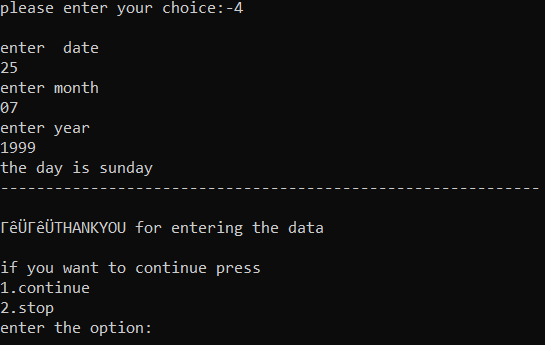 please enter your choice:-4
enter  date
25
enter month
07
enter year
1999
the day is sunday
------------------------------------------------------------
ΓêÜΓêÜTHANKYOU for entering the data
if you want to continue press
1.continue
2.stop
enter the option: